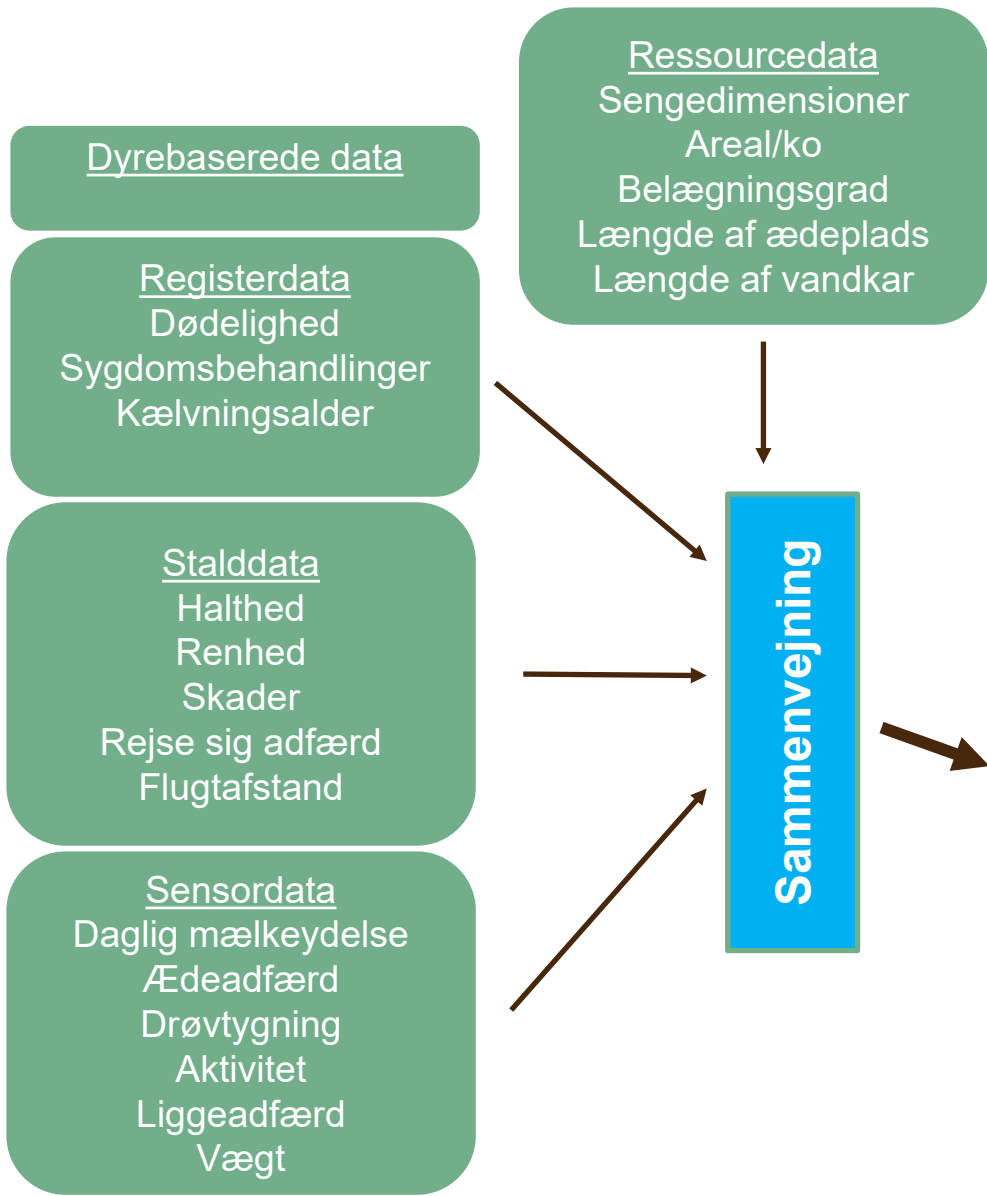 Dyrebaserede data
Registerdata
Dødelighed
Sygdomsbehandlinger
Kælvningsalder
Stalddata
Halthed
Renhed
Skader
Rejse sig adfærd
Flugtafstand
Sensordata
Daglig mælkeydelse
Ædeadfærd
Drøvtygning
Aktivitet
Liggeadfærd
Vægt
Ressourcedata
Sengedimensioner
Areal/ko
Belægningsgrad
Længde af ædeplads
Længde af vandkar
Sammenvejning